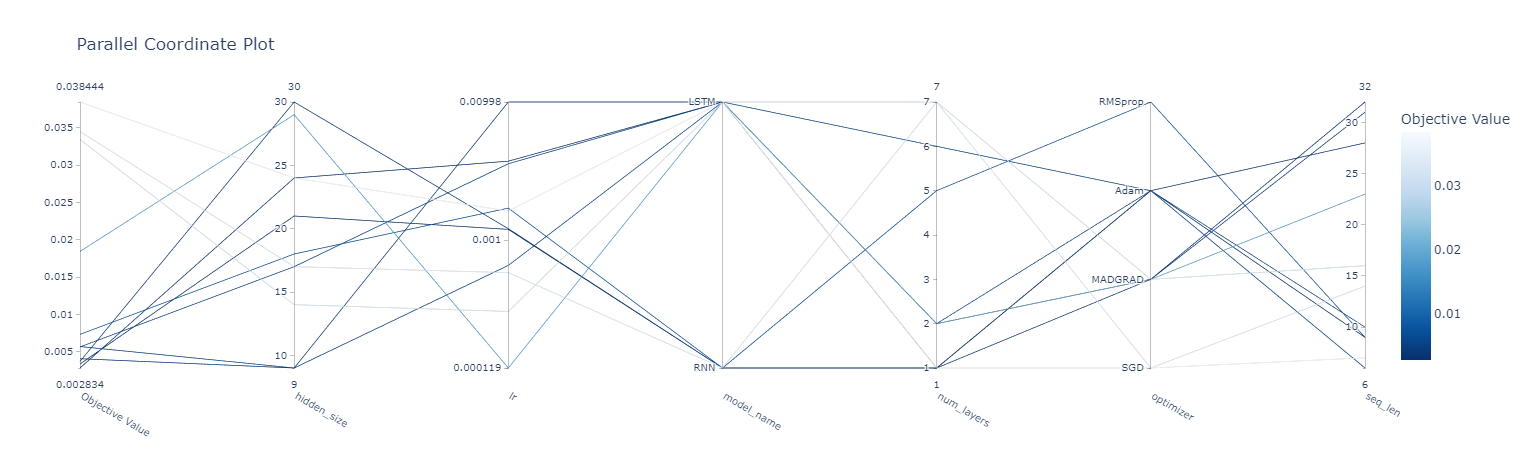 Parallel Coordinate Plot
0.038444
0.035
0.03
0.025
0.02
0.015
0.01
0.005
0.002834
Objective Value
30
30
25
20
15
10
9
hidden_size
0.00998
0.001
0.000119
lr
LSTM
RNN
model_name
7
7
6
5
4
3
2
1
1
num_layers
RMSprop
Adam
MADGRAD
SGD
optimizer
32
30
25
20
15
10
6
seq_len
Objective Value
0.03
0.02
0.01